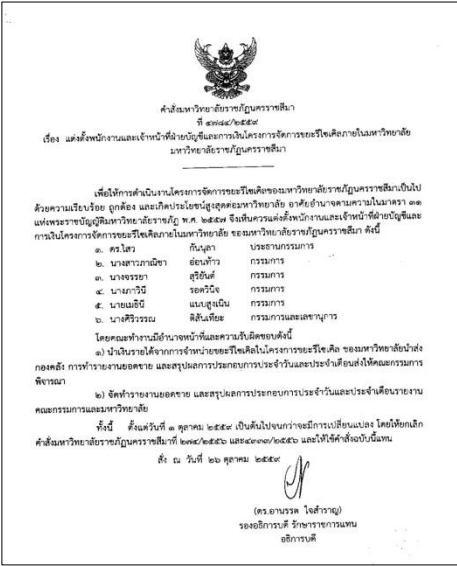 คำสั่งมหาวิทยาลัยราชภัฏนครราชสีมา
ที่ ๔๗๘๔/๒๕๕๙
เรื่อง แต่งตั้งพนักงานและเจ้าหน้าที่ฝ่ายบัญชีและการเงินโครงการจัดการขยะรีไซเคิลภายในมหาวิทยาลัย
มหาวิทยาลัยราชภัฏนครราชสีมา
เพื่อให้การดำเนินงานโครงการจัดการขยะรีไซเคิลของมหาวิทยาลัยราชภัฏนครราชสีมาเป็นไป
ด้วยความเรียบร้อย ถูกต้อง และเกิดประโยชน์สูงสุดต่อมหาวิทยาลัย อาศัยอำนาจตามความในมาตรา ๓๑
แห่งพระราชบัญญัติมหาวิทยาลัยราชภัฏ พ.ศ. ๒๕๔๗ จึงเห็นควรแต่งตั้งพนักงานและเจ้าหน้าที่ฝ่ายบัญชีและ
การเงินโครงการจัดการขยะรีไซเคิลภายในมหาวิทยาลัย ของมหาวิทยาลัยราชภัฏนครราชสีมา ดังนี้
๑. ดร.ไสว กันนุลา ประธานกรรมการ
๒. นางสาวภาณิชา อ่อนท้าว กรรมการ
๓. นางจรรยา สุริยันต์ กรรมการ
๔. นางภาวินี รอดวินิจ กรรมการ
๕. นายเมธินี แนบสูงเนิน กรรมการ
๖. นางศิริวรรณ ติสันเทียะ กรรมการและเลขานุการ
โดยคณะทำงานมีอำนาจหน้าที่และความรับผิดชอบดังนี้
๑) นำเงินรายได้จากการจำหน่ายขยะรีไซเคิลในโครงการขยะรีไซเคิล ของมหาวิทยาลัยนำส่ง
กองคลัง การทำรายงานยอดขาย และสรุปผลการประกอบการประจำวันและประจำเดือนส่งให้คณะกรรมการ
พิจารณา
๒) จัดทำรายงานยอดขาย และสรุปผลการประกอบการประจำวันและประจำเดือนรายงาน
คณะกรรมการและมหาวิทยาลัย
ทั้งนี้ ตั้งแต่วันที่ ๑ ตุลาคม ๒๕๕๙ เป็นต้นไปจนกว่าจะมีการเปลี่ยนแปลง โดยให้ยกเลิก
คำสั่งมหาวิทยาลัยราชภัฏนครราชสีมาที่ ๒๗๔/๒๕๕๖ และ๔๙๓๓/๒๕๕๖ และให้ใช้คำสั่งฉบับนี้แทน
สั่ง ณ วันที่ ๒๖ ตุลาคม ๒๕๕๙
(ดร.อานรรต ใจสำราญ)
รองอธิการบดี รักษาราชการแทน
อธิการบดี